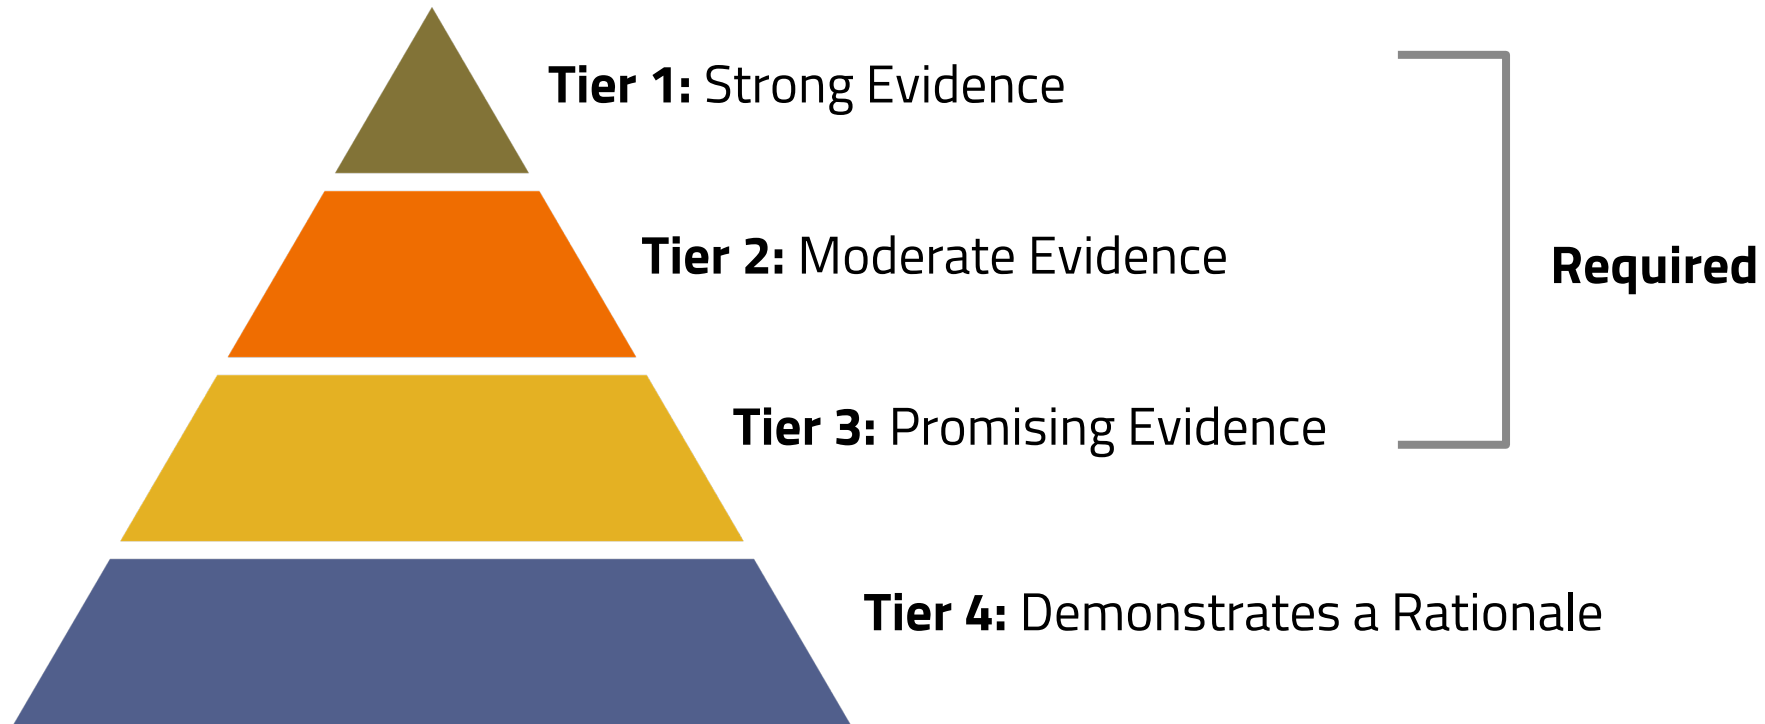 Tier 1: Strong Evidence
Tier 2: Moderate Evidence
Required
Tier 3: Promising Evidence
Tier 4: Demonstrates a Rationale